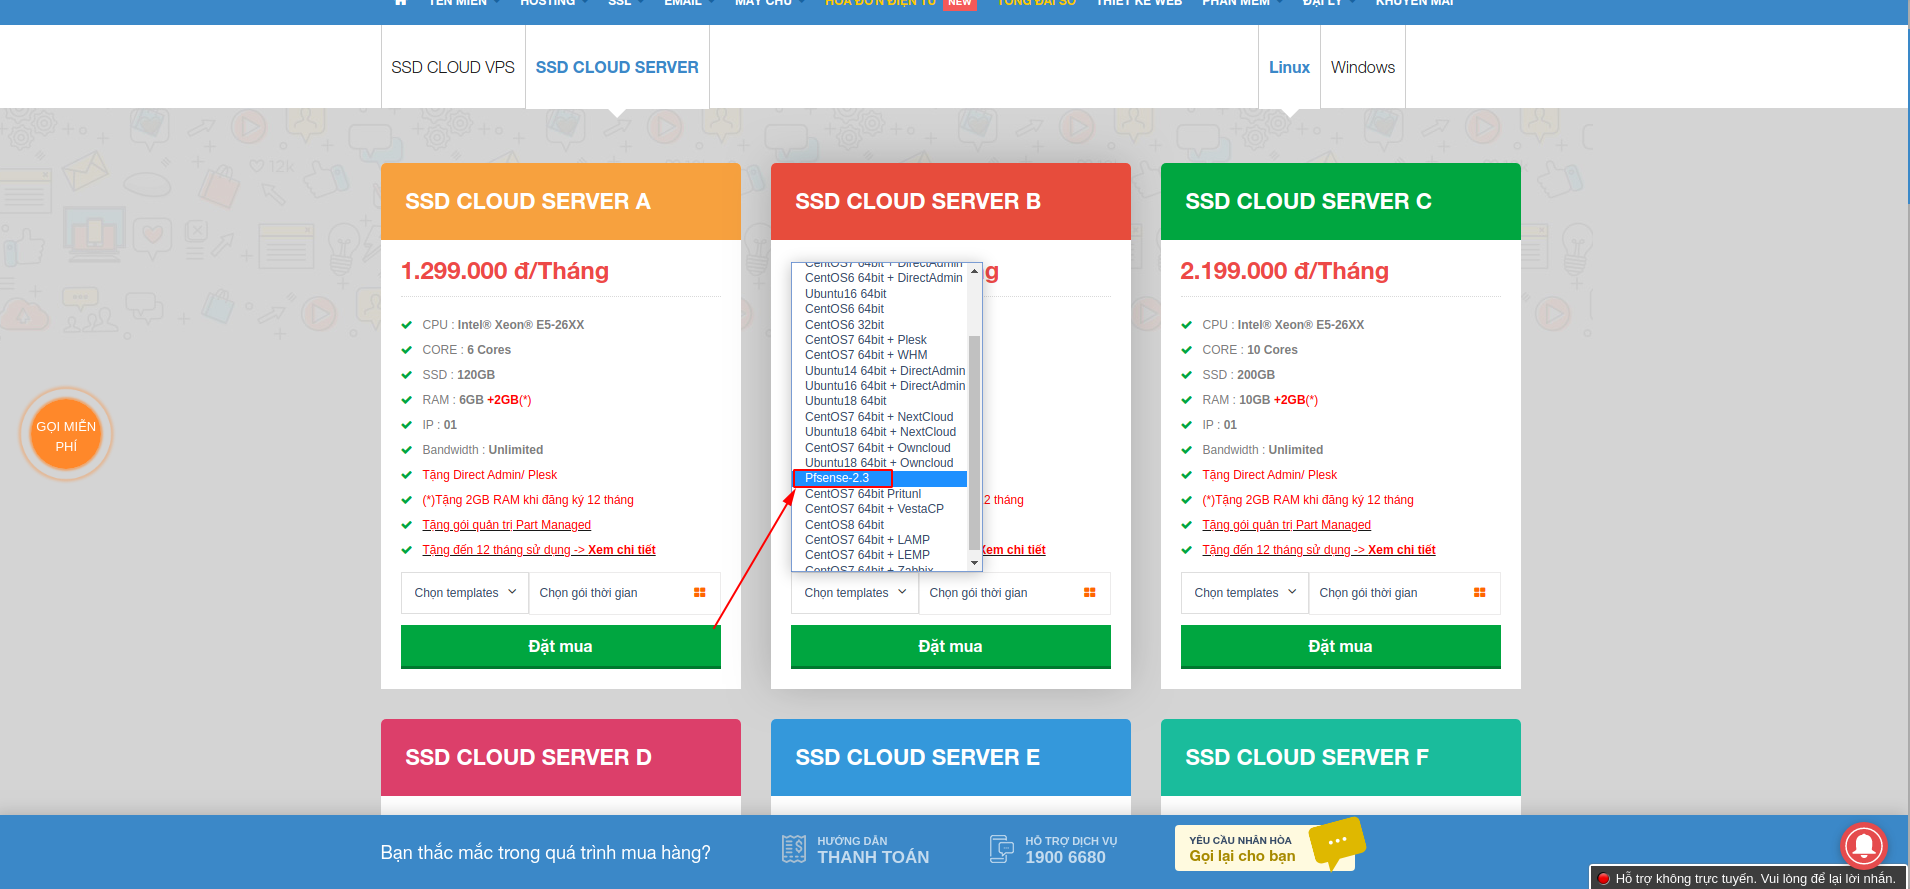 TÊN MIỀN HOSTING SSL EMAIL MÁY CHỦ HÓA ĐƠN ĐIỆN TỬ NEW TỔNG ĐÀI SỐ THIẾT KẾ WEB PHẦN MỀM ĐẠI LÝ KHUYẾN MÃI
SSD CLOUD VPS SSD CLOUD SERVER Linux Windows
12k
SSD CLOUD SERVER A
1.299.000 đ/Tháng
CPU : Intel® Xeon® E5-26XX
CORE : 6 Cores
SSD : 120GB
RAM : 6GB +2GB(*)
IP : 01
Bandwidth : Unlimited
Tặng Direct Admin/ Plesk
(*)Tặng 2GB RAM khi đăng ký 12 tháng
Tặng gói quản trị Part Managed
Tặng đến 12 tháng sử dụng -> Xem chi tiết
Chọn templates Chọn gói thời gian
Đặt mua
SSD CLOUD SERVER B
g
CentOS7 64bit + DirectAdmin
CentOS6 64bit + DirectAdmin
Ubuntu16 64bit
CentOS6 64bit
CentOS6 32bit
CentOS7 64bit + Plesk
CentOS7 64bit + WHM
Ubuntu14 64bit + DirectAdmin
Ubuntu16 64bit + DirectAdmin
Ubuntu18 64bit
CentOS7 64bit + NextCloud
Ubuntu18 64bit + NextCloud
CentOS7 64bit + Owncloud
Ubuntu18 64bit + Owncloud
Pfsense-2.3
CentOS7 64bit Pritunl
CentOS7 64bit + VestaCP
CentOS8 64bit
CentOS7 64bit + LAMP
CentOS7 64bit + LEMP
CentOS7 64bit + Zabbix
2 tháng
Xem chi tiết
Chọn templates Chọn gói thời gian
Đặt mua
SSD CLOUD SERVER C
2.199.000 đ/Tháng
CPU : Intel® Xeon® E5-26XX
CORE : 10 Cores
SSD : 200GB
RAM : 10GB +2GB(*)
IP : 01
Bandwidth : Unlimited
Tặng Direct Admin/ Plesk
(*)Tặng 2GB RAM khi đăng ký 12 tháng
Tặng gói quản trị Part Managed
Tặng đến 12 tháng sử dụng -> Xem chi tiết
Chọn templates Chọn gói thời gian
Đặt mua
GỌI MIỄN
PHÍ
SSD CLOUD SERVER D
SSD CLOUD SERVER E
SSD CLOUD SERVER F
Bạn thắc mắc trong quá trình mua hàng?
HƯỚNG DẪN
THANH TOÁN
HỖ TRỢ DỊCH VỤ
1900 6680
YÊU CẦU NHÂN HÒA
Gọi lại cho bạn
Hỗ trợ không trực tuyến. Vui lòng để lại lời nhắn.